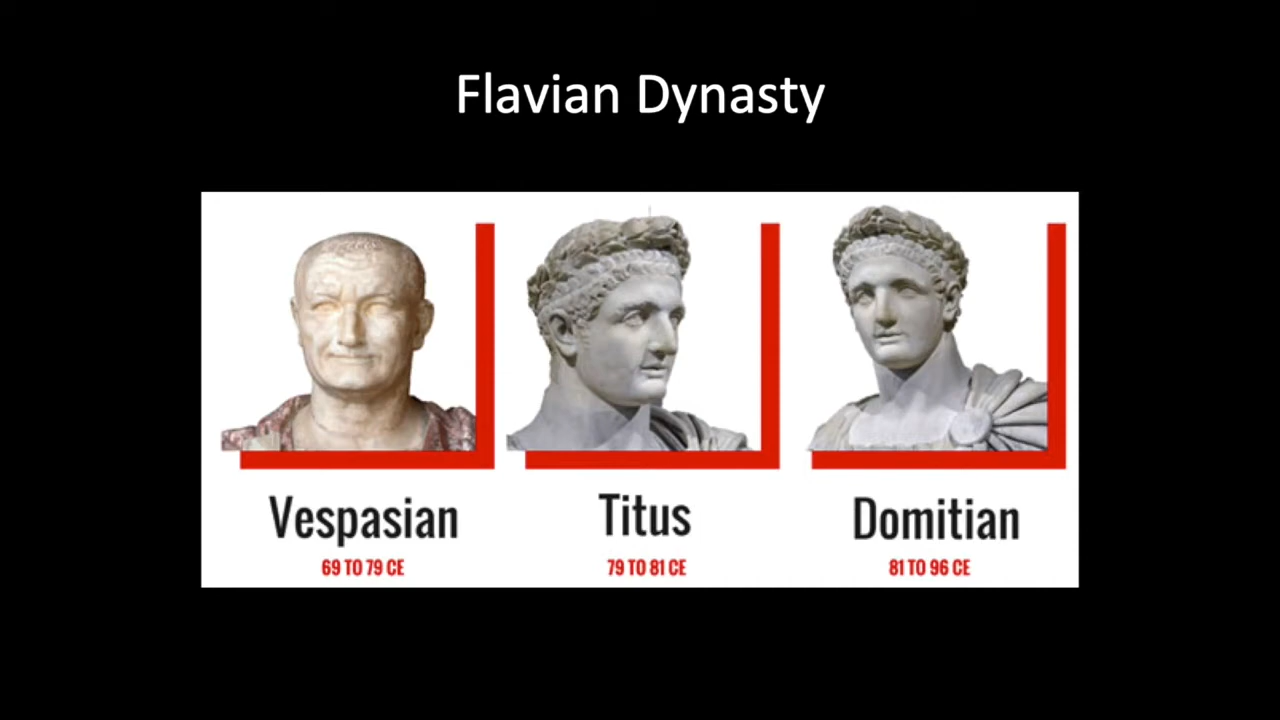 Flavian Dynasty
Vespasian
69 TO 79 CE
Titus
79 TO 81 CE
Domitian
81 TO 96 CE